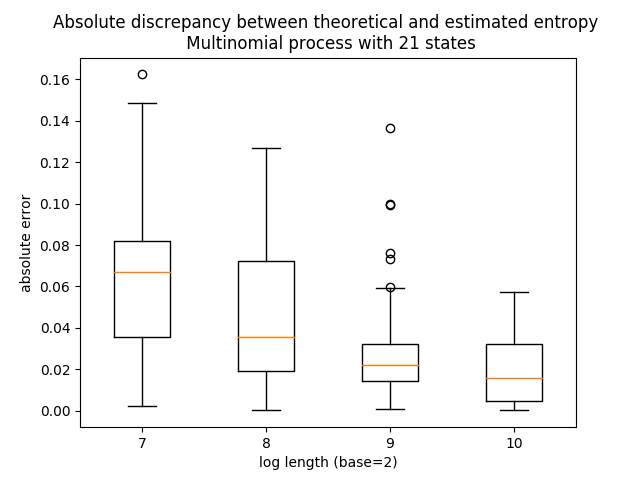 Absolute discrepancy between theoretical and estimated entropy
Multinomial process with 21 states
absolute error
0.16
0.14
0.12
0.10
0.08
0.06
0.04
0.02
0.00
7 8 9 10
log length (base=2)